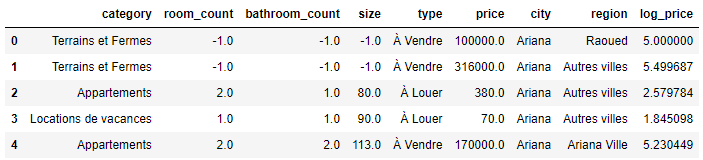 category room_count bathroom_count size type price city region log_price
0 Terrains et Fermes -1.0 -1.0 -1.0 À Vendre 100000.0 Ariana Raoued 5.000000
1 Terrains et Fermes -1.0 -1.0 -1.0 À Vendre 316000.0 Ariana Autres villes 5.499687
2 Appartements 2.0 1.0 80.0 À Louer 380.0 Ariana Autres villes 2.579784
3 Locations de vacances 1.0 1.0 90.0 À Louer 70.0 Ariana Autres villes 1.845098
4 Appartements 2.0 2.0 113.0 À Vendre 170000.0 Ariana Ariana Ville 5.230449